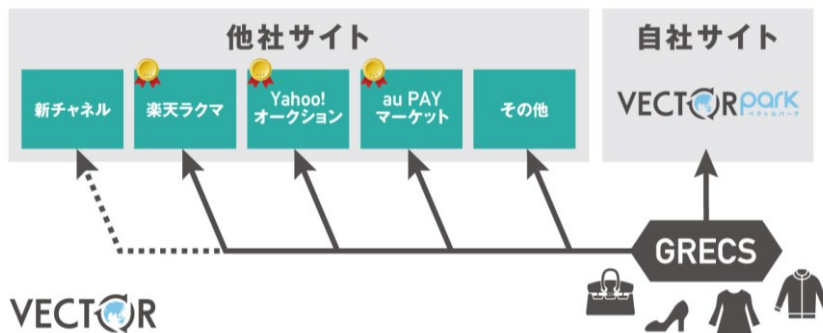 他社サイト
自社サイト
新チャネル
楽天ラクマ
Yahoo!
オークション
au PAY
マーケット
その他
VECTOR park
ベクトルパーク
GRECS
VECTOR